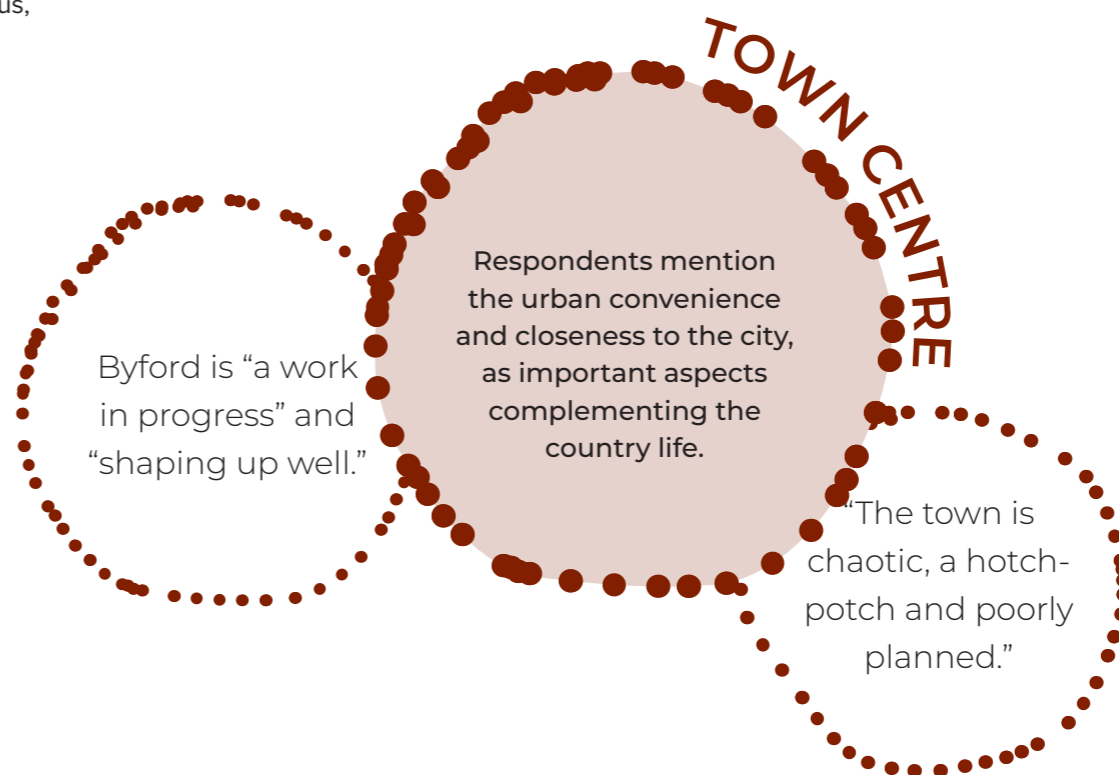 us,
TOWN CENTRE
Respondents mention
the urban convenience
and closeness to the city,
as important aspects
complementing the
country life.
Byford is “a work
in progress” and
“shaping up well.”
“The town is
chaotic, a hotch-
potch and poorly
planned.”